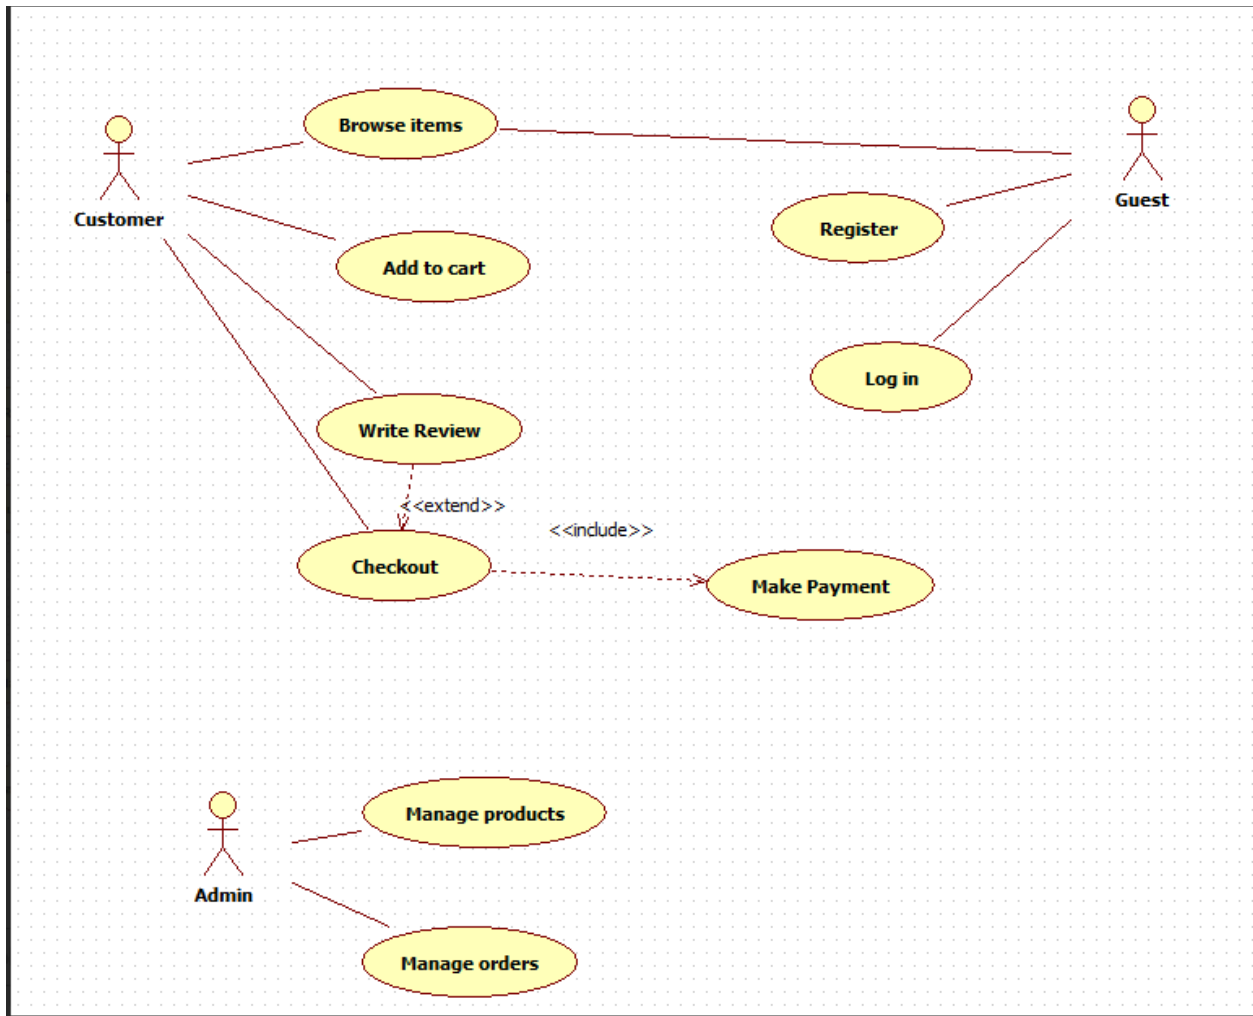 Browse items
Customer
Guest
Register
Add to cart
Log in
Write Review
<<extend>>
<<include>>
Checkout
Make Payment
Manage products
Admin
Manage orders